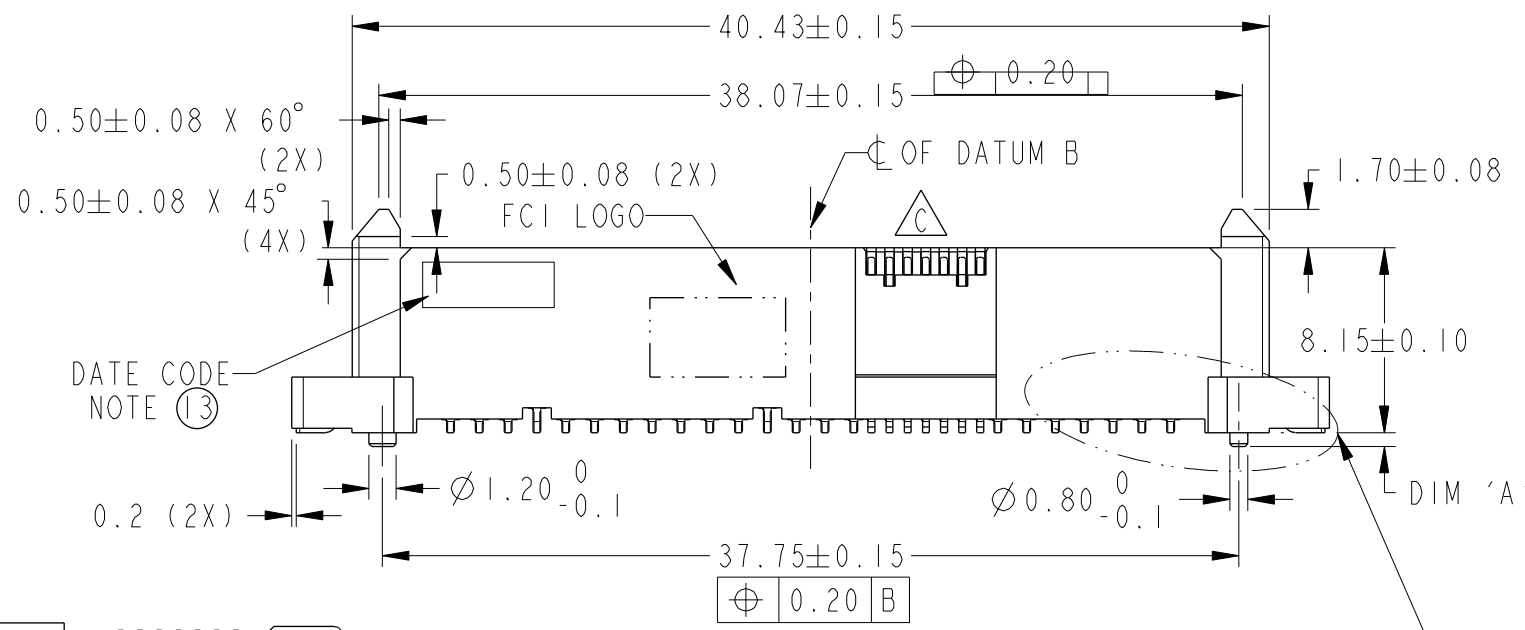 40.43±0.15
⌖ 0.20
38.07±0.15
0.50±0.08 X 60°
(2X)
℄ OF DATUM B
0.50±0.08 (2X)
1.70±0.08
0.50±0.08 X 45°
(4X)
FCI LOGO
C
8.15±0.10
DATE CODE
NOTE 13
Ø1.20 0 -0.1
Ø0.80 0 -0.1
DIM 'A
0.2 (2X)
37.75±0.15
⌖ 0.20 B